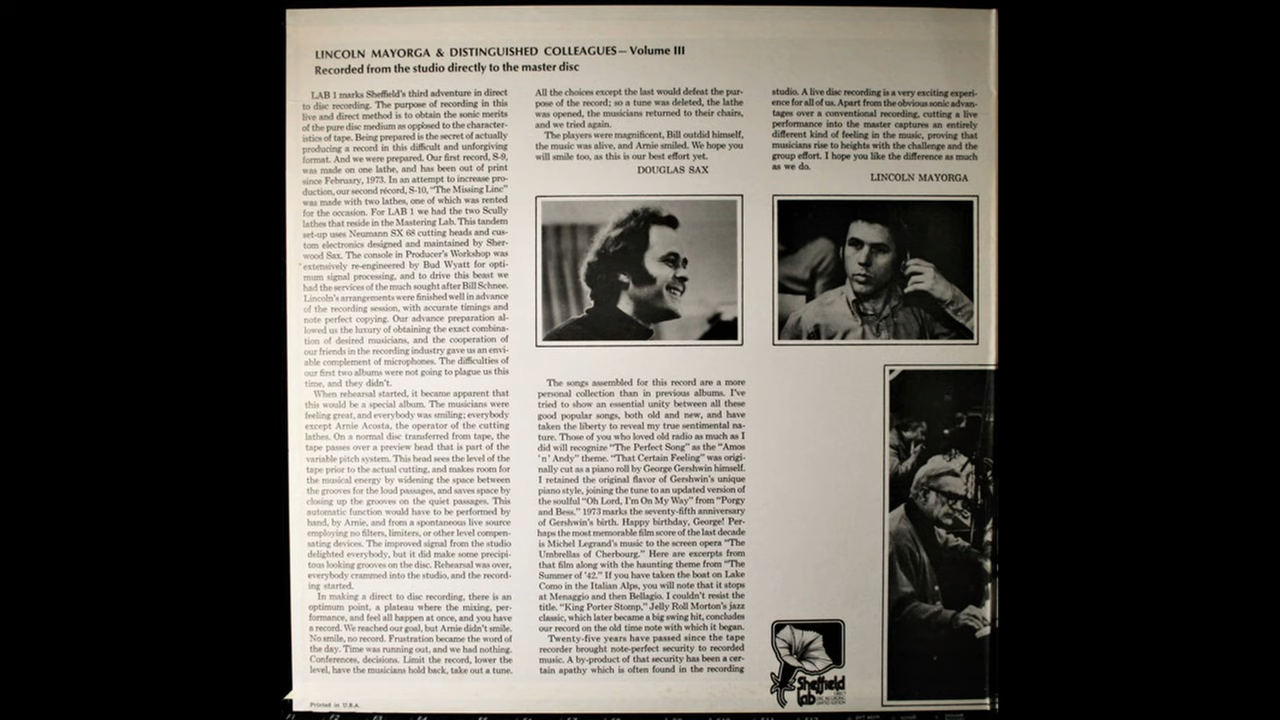 LINCOLN MAYORGA & DISTINGUISHED COLLEAGUES — Volume III
Recorded from the studio directly to the master disc
LAB 1 marks Sheffield's third adventure in direct
to disc recording. The purpose of recording in this
live and direct method is to obtain the sonic merits
of the pure disc medium as opposed to the character-
istics of tape. Being prepared is the secret of actually
producing a record in this difficult and unforgiving
format. And we were prepared. Our first record, S-9,
was made on one lathe, and has been out of print
since February, 1973. In an attempt to increase pro-
duction, our second record, S-10, "The Missing Linc"
was made with two lathes, one of which was rented
for the occasion. For LAB 1 we had the two Scully
lathes that reside in the Mastering Lab. This tandem
set-up uses Neumann SX 68 cutting heads and cus-
tom electronics designed and maintained by Sher-
wood Sax. The console in Producer's Workshop was
extensively re-engineered by Bud Wyatt for opti-
mum signal processing, and to drive this beast we
had the services of the much sought after Bill Schnee.
Lincoln's arrangements were finished well in advance
of the recording session, with accurate timings and
note perfect copying. Our advance preparation al-
lowed us the luxury of obtaining the exact combina-
tion of desired musicians, and the cooperation of
our friends in the recording industry gave us an envi-
able complement of microphones. The difficulties of
our first two albums were not going to plague us this
time, and they didn't.
When rehearsal started, it became apparent that
this would be a special album. The musicians were
feeling great, and everybody was smiling; everybody
except Arnie Acosta, the operator of the cutting
lathes. On a normal disc transferred from tape, the
tape passes over a preview head that is part of the
variable pitch system. This head sees the level of the
tape prior to the actual cutting, and makes room for
the musical energy by widening the space between
the grooves for the loud passages, and saves space by
closing up the grooves on the quiet passages. This
automatic function would have to be performed by
hand, by Arnie, and from a spontaneous live source
employing no filters, limiters, or other level compen-
sating devices. The improved signal from the studio
delighted everybody, but it did make some precipi-
tous looking grooves on the disc. Rehearsal was over,
everybody crammed into the studio, and the record-
ing started.
In making a direct to disc recording, there is an
optimum point, a plateau where the mixing, per-
formance, and feel all happen at once, and you have
a record. We reached our goal, but Arnie didn't smile.
No smile, no record. Frustration became the word of
the day. Time was running out, and we had nothing.
Conferences, decisions. Limit the record, lower the
level, have the musicians hold back, take out a tune.
All the choices except the last would defeat the pur-
pose of the record; so a tune was deleted, the lathe
was opened, the musicians returned to their chairs,
and we tried again.
The players were magnificent, Bill outdid himself,
the music was alive, and Arnie smiled. We hope you
will smile too, as this is our best effort yet.
DOUGLAS SAX
The songs assembled for this record are a more
personal collection than in previous albums. I've
tried to show an essential unity between all these
good popular songs, both old and new, and have
taken the liberty to reveal my true sentimental na-
ture. Those of you who loved old radio as much as I
did will recognize "The Perfect Song" as the "Amos
'n' Andy" theme. "That Certain Feeling" was origi-
nally cut as a piano roll by George Gershwin himself.
I retained the original flavor of Gershwin's unique
piano style, joining the tune to an updated version of
the soulful "Oh Lord, I'm On My Way" from "Porgy
and Bess." 1973 marks the seventy-fifth anniversary
of Gershwin's birth. Happy birthday, George! Per-
haps the most memorable film score of the last decade
is Michel Legrand's music to the screen opera "The
Umbrellas of Cherbourg." Here are excerpts from
that film along with the haunting theme from "The
Summer of '42." If you have taken the boat on Lake
Como in the Italian Alps, you will note that it stops
at Menaggio and then Bellagio. I couldn't resist the
title. "King Porter Stomp," Jelly Roll Morton's jazz
classic, which later became a big swing hit, concludes
our record on the old time note with which it began.
Twenty-five years have passed since the tape
recorder brought note-perfect security to recorded
music. A by-product of that security has been a cer-
tain apathy which is often found in the recording
studio. A live disc recording is a very exciting experi-
ence for all of us. Apart from the obvious sonic advan-
tages over a conventional recording, cutting a live
performance into the master captures an entirely
different kind of feeling in the music, proving that
musicians rise to heights with the challenge and the
group effort. I hope you like the difference as much
as we do.
LINCOLN MAYORGA
Sheffield
lab
Printed in U.S.A.